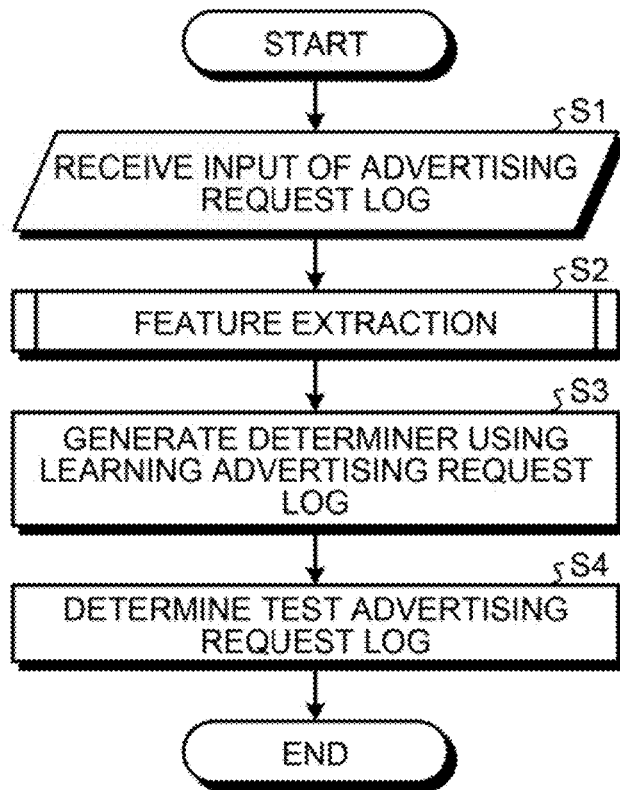 START
S1
RECEIVE INPUT OF ADVERTISING
REQUEST LOG
S2
FEATURE EXTRACTION
S3
GENERATE DETERMINER USING
LEARNING ADVERTISING REQUEST
LOG
S4
DETERMINE TEST ADVERTISING
REQUEST LOG
END